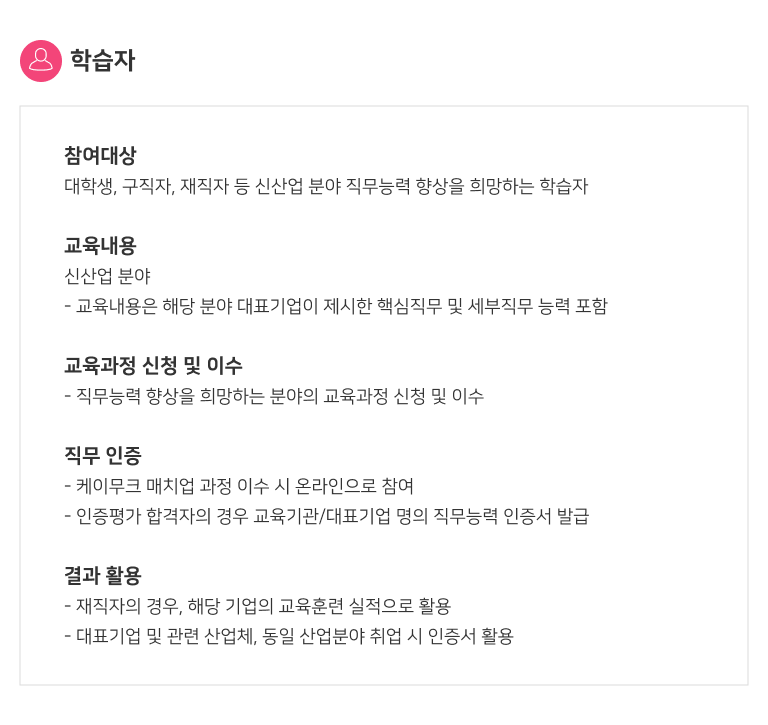 학습자
참여대상
대학생, 구직자, 재직자 등 신산업 분야 직무능력 향상을 희망하는 학습자
교육내용
신산업 분야
- 교육내용은 해당 분야 대표기업이 제시한 핵심직무 및 세부직무 능력 포함
교육과정 신청 및 이수
- 직무능력 향상을 희망하는 분야의 교육과정 신청 및 이수
직무 인증
- 케이무크 매치업 과정 이수 시 온라인으로 참여
- 인증평가 합격자의 경우 교육기관/대표기업 명의 직무능력 인증서 발급
결과 활용
- 재직자의 경우, 해당 기업의 교육훈련 실적으로 활용
- 대표기업 및 관련 산업체, 동일 산업분야 취업 시 인증서 활용